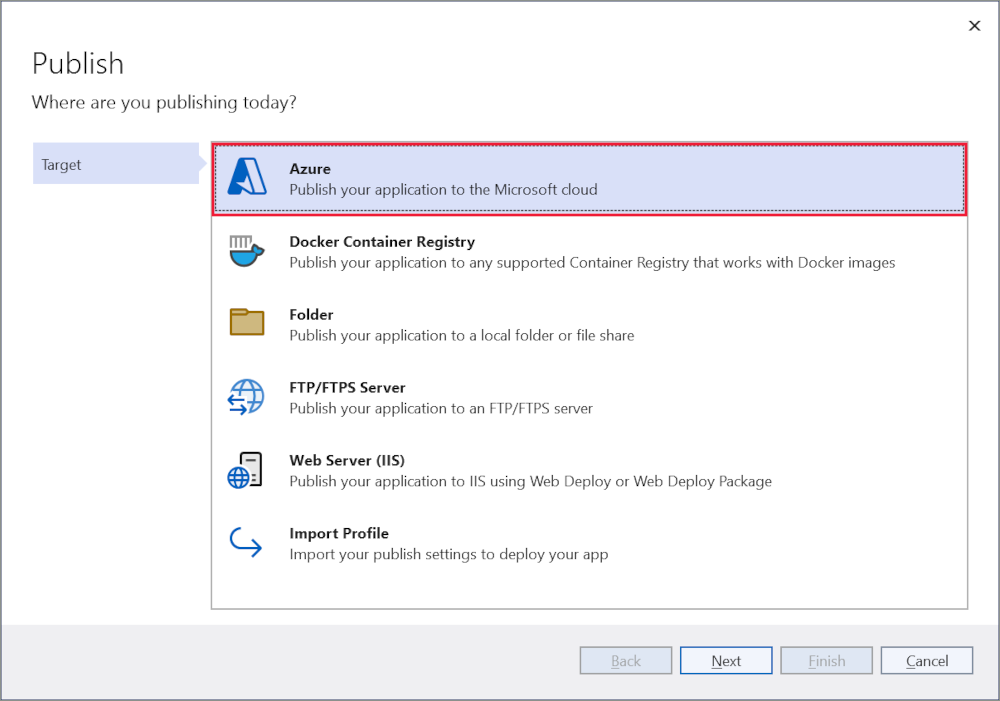 Publish
Where are you publishing today?
Target
Azure
Publish your application to the Microsoft cloud
Docker Container Registry
Publish your application to any supported Container Registry that works with Docker images
Folder
Publish your application to a local folder or file share
FTP/FTPS Server
Publish your application to an FTP/FTPS server
Web Server (IIS)
Publish your application to IIS using Web Deploy or Web Deploy Package
Import Profile
Import your publish settings to deploy your app
Back
Next
Finish
Cancel